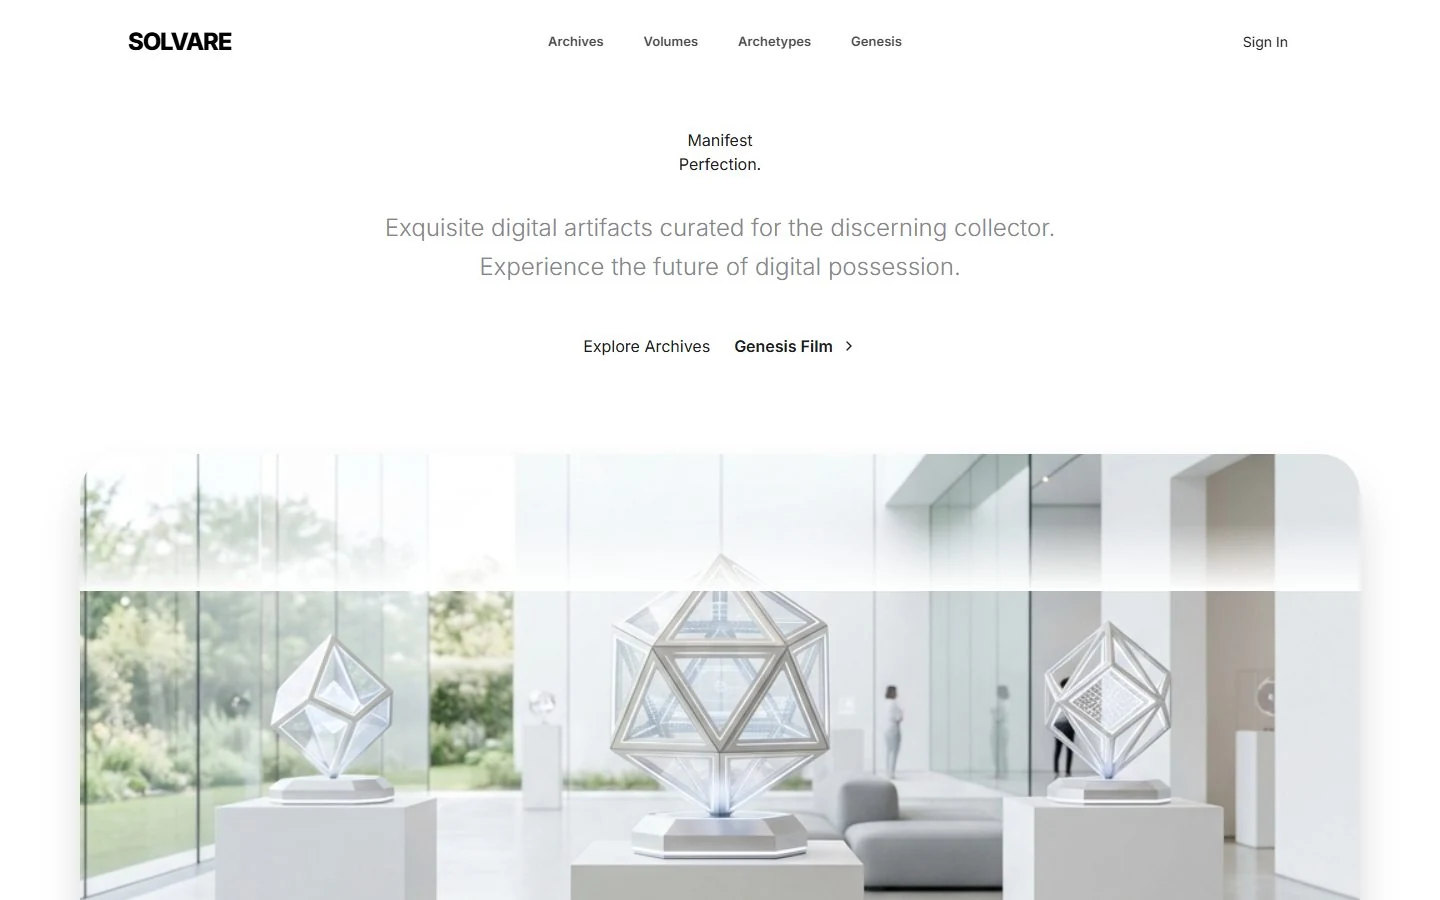 SOLVARE
Archives
Volumes
Archetypes
Genesis
Sign In
Manifest
Perfection.
Exquisite digital artifacts curated for the discerning collector.
Experience the future of digital possession.
Explore Archives
Genesis Film